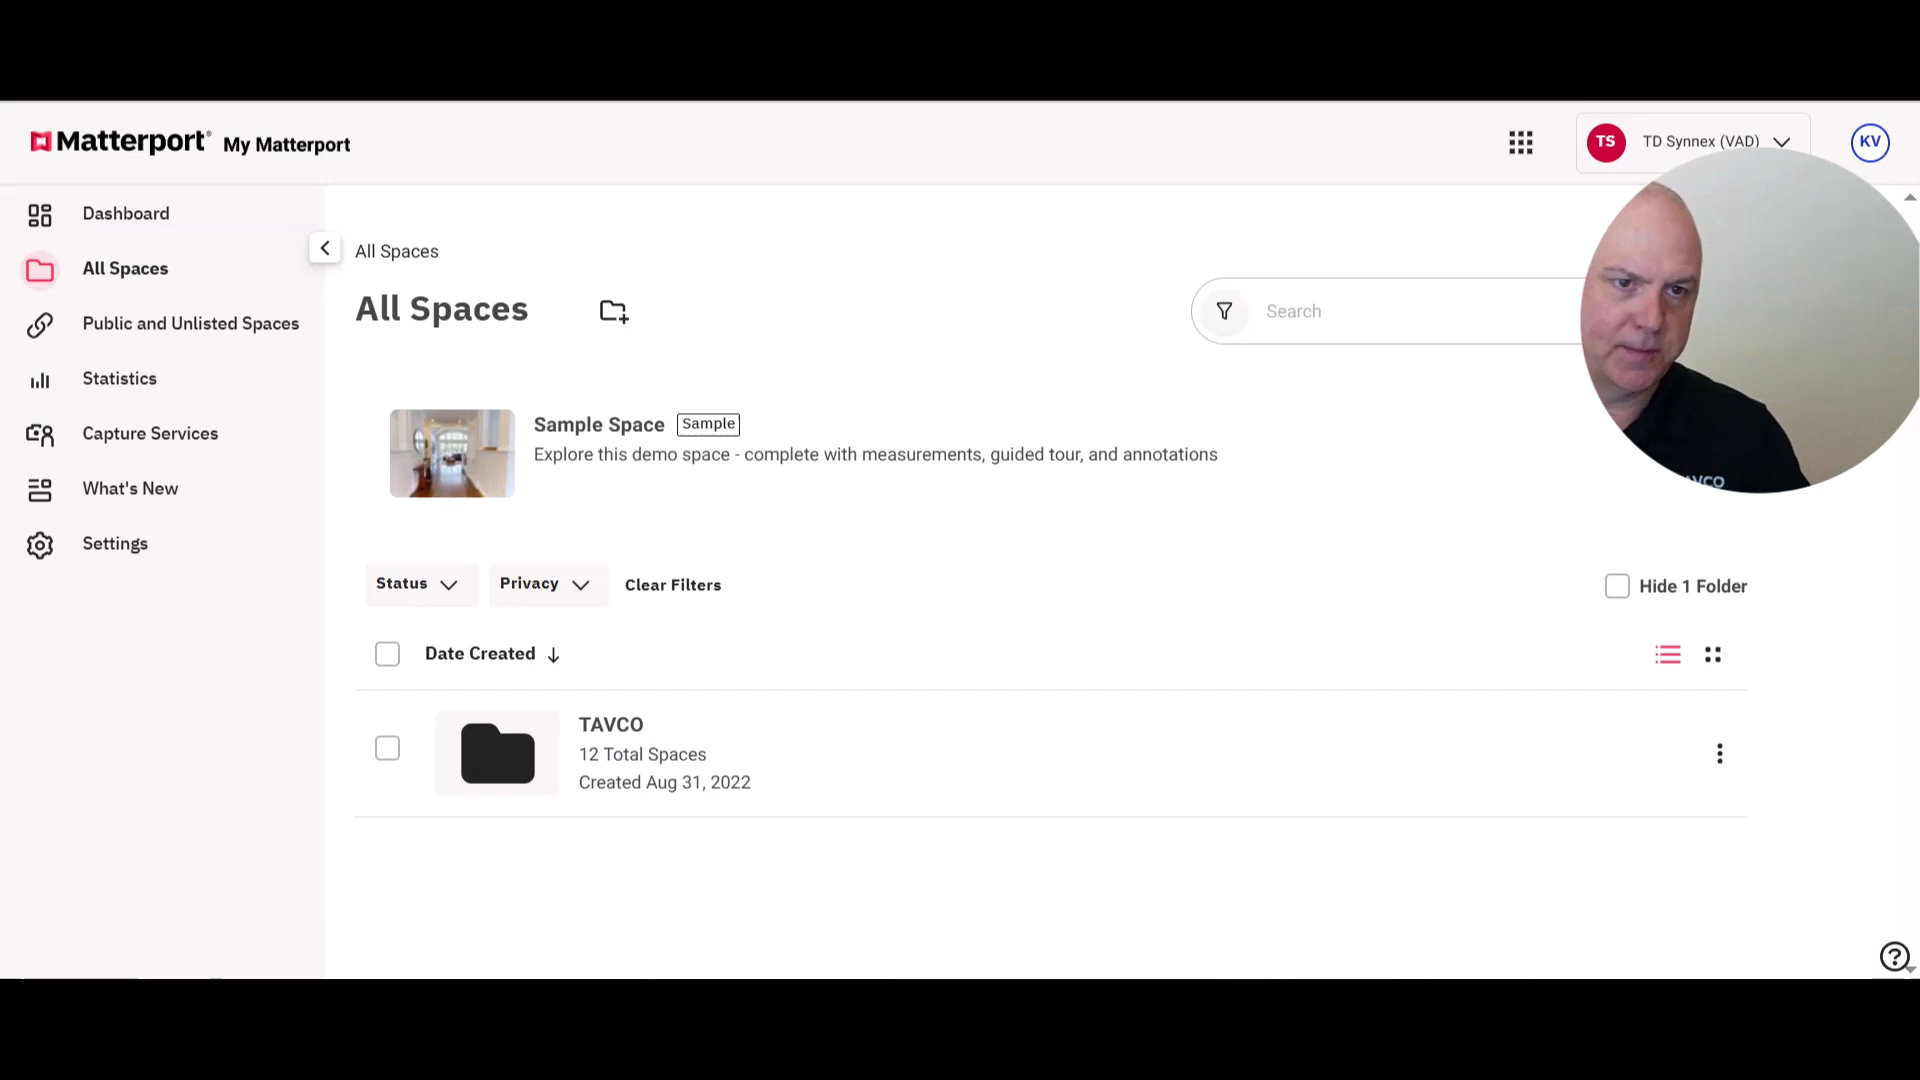 Matterport® My Matterport
TS TD Synnex (VAD)
KV
Dashboard
All Spaces
Public and Unlisted Spaces
Statistics
Capture Services
What's New
Settings
All Spaces
All Spaces
Search
Sample Space Sample
Explore this demo space - complete with measurements, guided tour, and annotations
Status Privacy Clear Filters
Hide 1 Folder
Date Created
TAVCO
12 Total Spaces
Created Aug 31, 2022